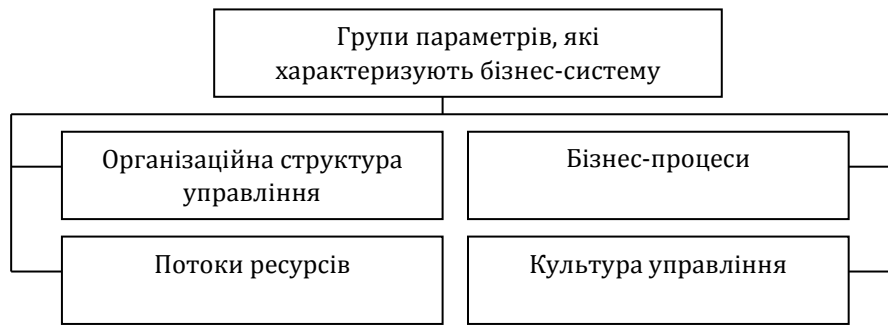 Групи параметрів, які
характеризують бізнес-систему
Організаційна структура
управління
Бізнес-процеси
Потоки ресурсів
Культура управління